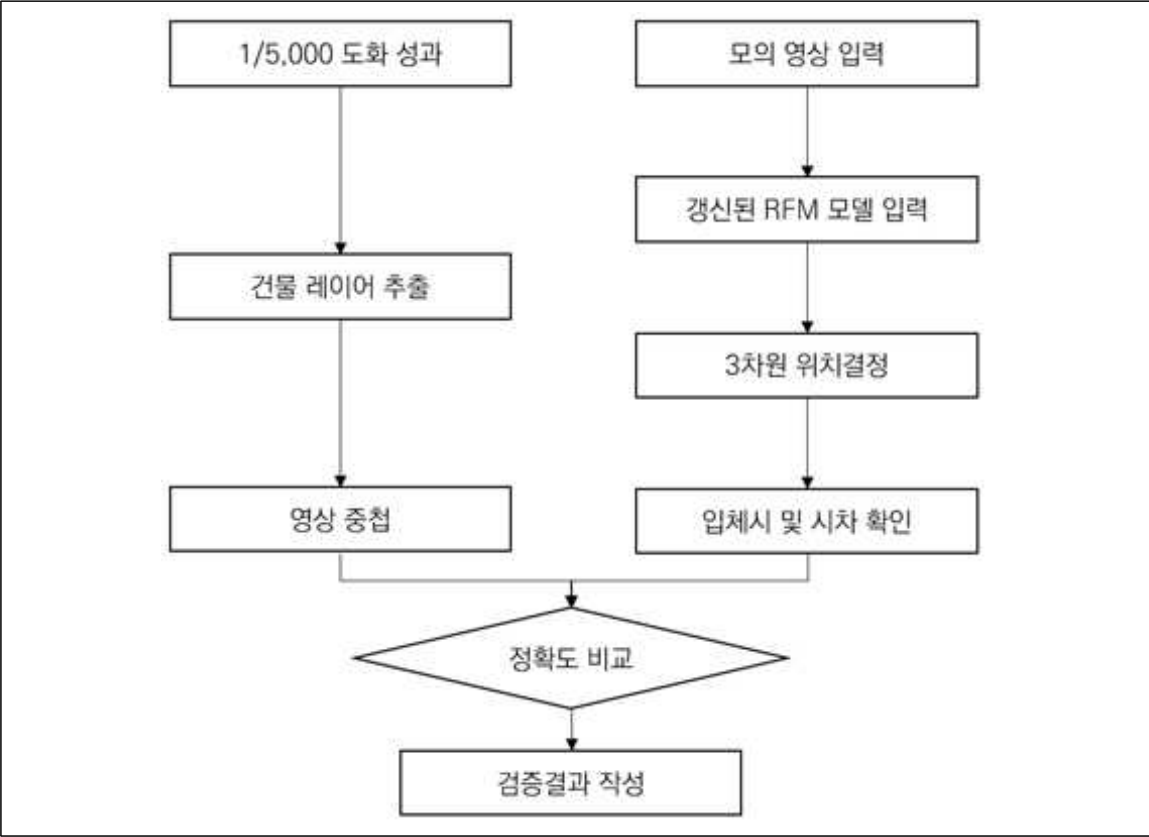 1/5,000 도화 성과
모의 영상 입력
갱신된 RFM 모델 입력
건물 레이어 추출
3차원 위치결정
영상 중첩
입체시 및 시차 확인
정확도 비교
검증결과 작성